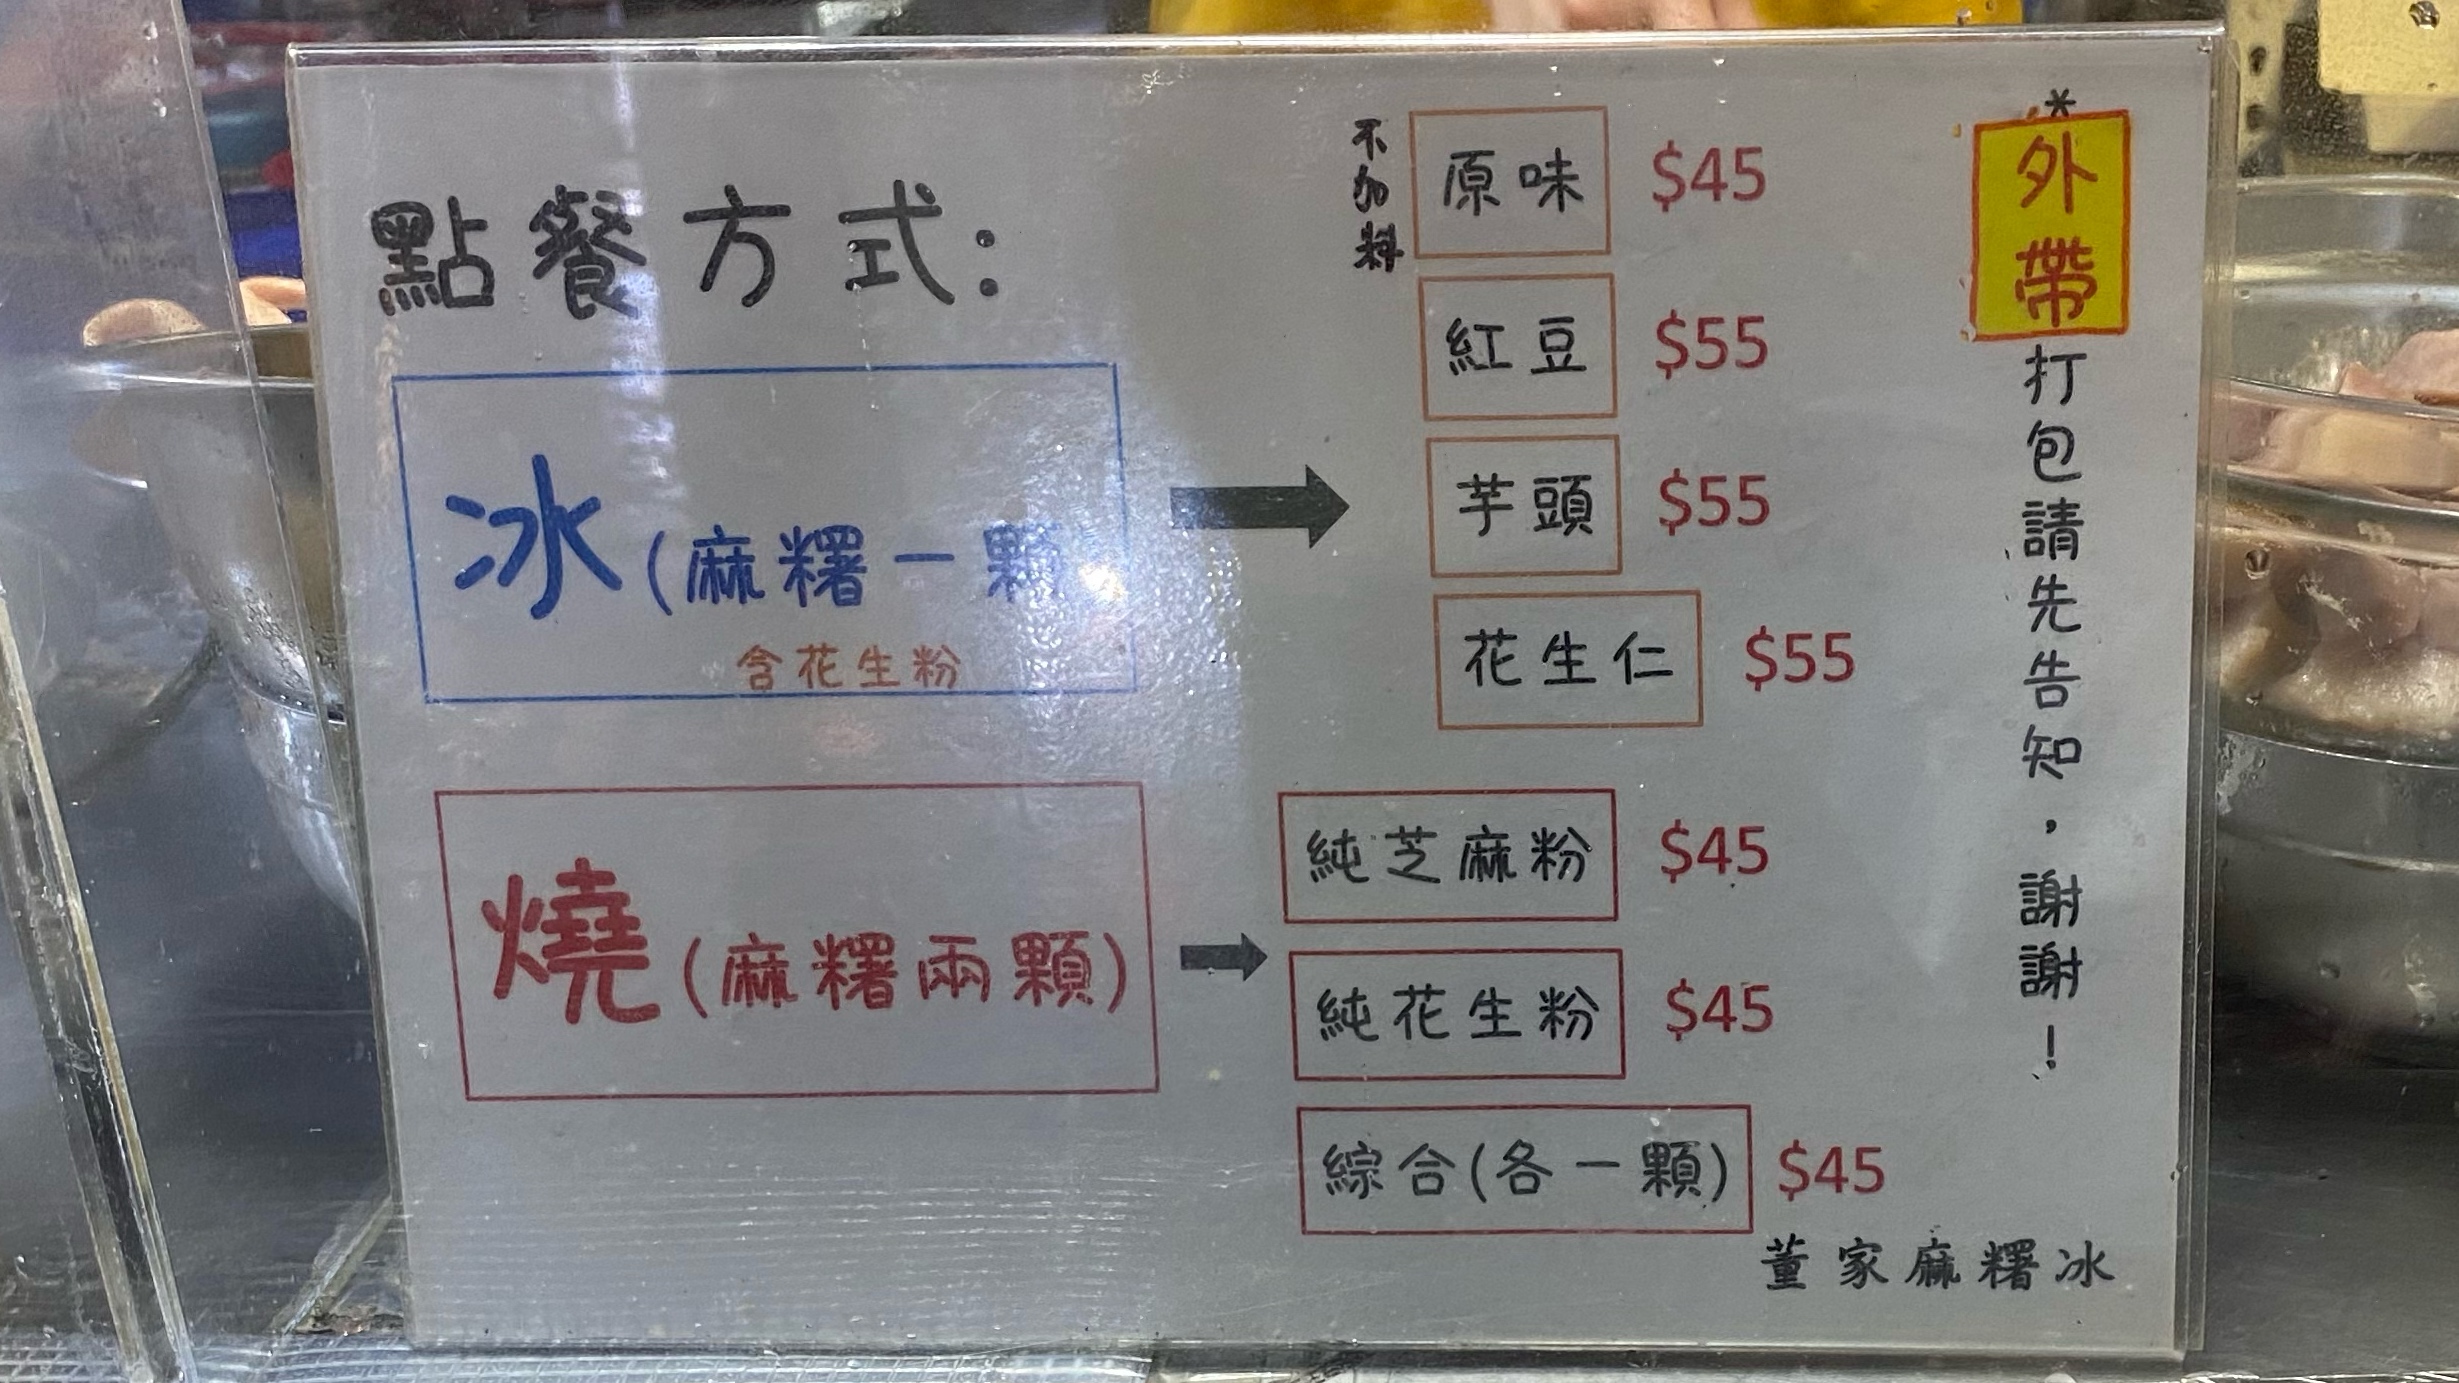 點餐方式:
冰(麻糬一顆
含花生粉
不加料
原味 $45
紅豆 $55
芋頭 $55
花生仁 $55
燒(麻糬兩顆)
純芝麻粉 $45
純花生粉 $45
綜合(各一顆) $45
*外帶打包請先告知,謝謝!
董家麻糬冰